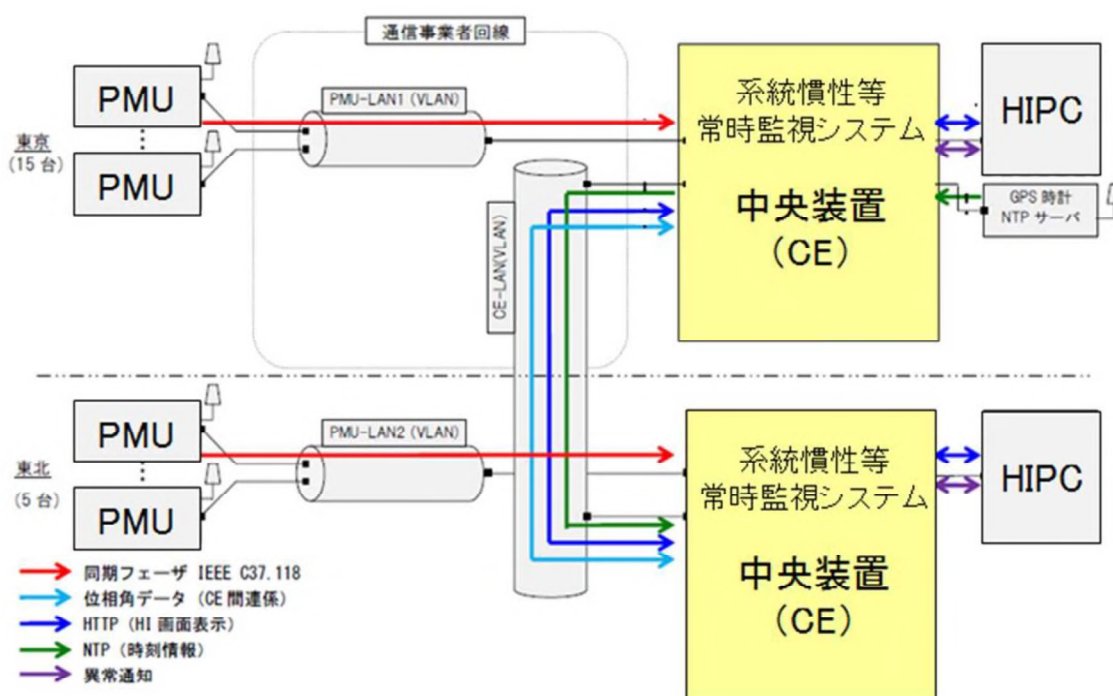 通信事業者回線
PMU
PMU-LAN1 (VLAN)
東京
(15 台)
PMU
系統慣性等
常時監視システム
中央装置
(CE)
HIPC
GPS 時計
NTP サーバ
CE-LAN(VLAN)
PMU
PMU-LAN2 (VLAN)
東北
(5 台)
PMU
系統慣性等
常時監視システム
中央装置
(CE)
HIPC
同期フェーザ IEEE C37.118
位相角データ (CE 間連係)
HTTP (HI 画面表示)
NTP (時刻情報)
異常通知